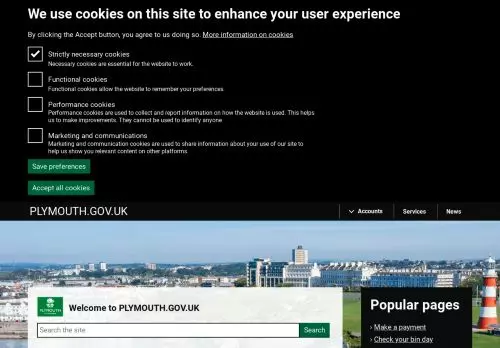 We use cookies on this site to enhance your user experience
By clicking the Accept button, you agree to us doing so. More information on cookies
Strictly necessary cookies
Necessary cookies are essential for the website to work.
Functional cookies
Functional cookies allow the website to remember your preferences.
Performance cookies
Performance cookies are used to collect and report information on how the website is used. This helps
us to make improvements. They cannot be used to identify anyone
Marketing and communications
Marketing and communication cookies are used to share information about your use of our site to
help us show you relevant content on other platforms.
Save preferences
Accept all cookies
PLYMOUTH.GOV.UK
Accounts
Services
News
PLYMOUTH
Welcome to PLYMOUTH.GOV.UK
Search the site
Search
Popular pages
› Make a payment
› Check your bin day